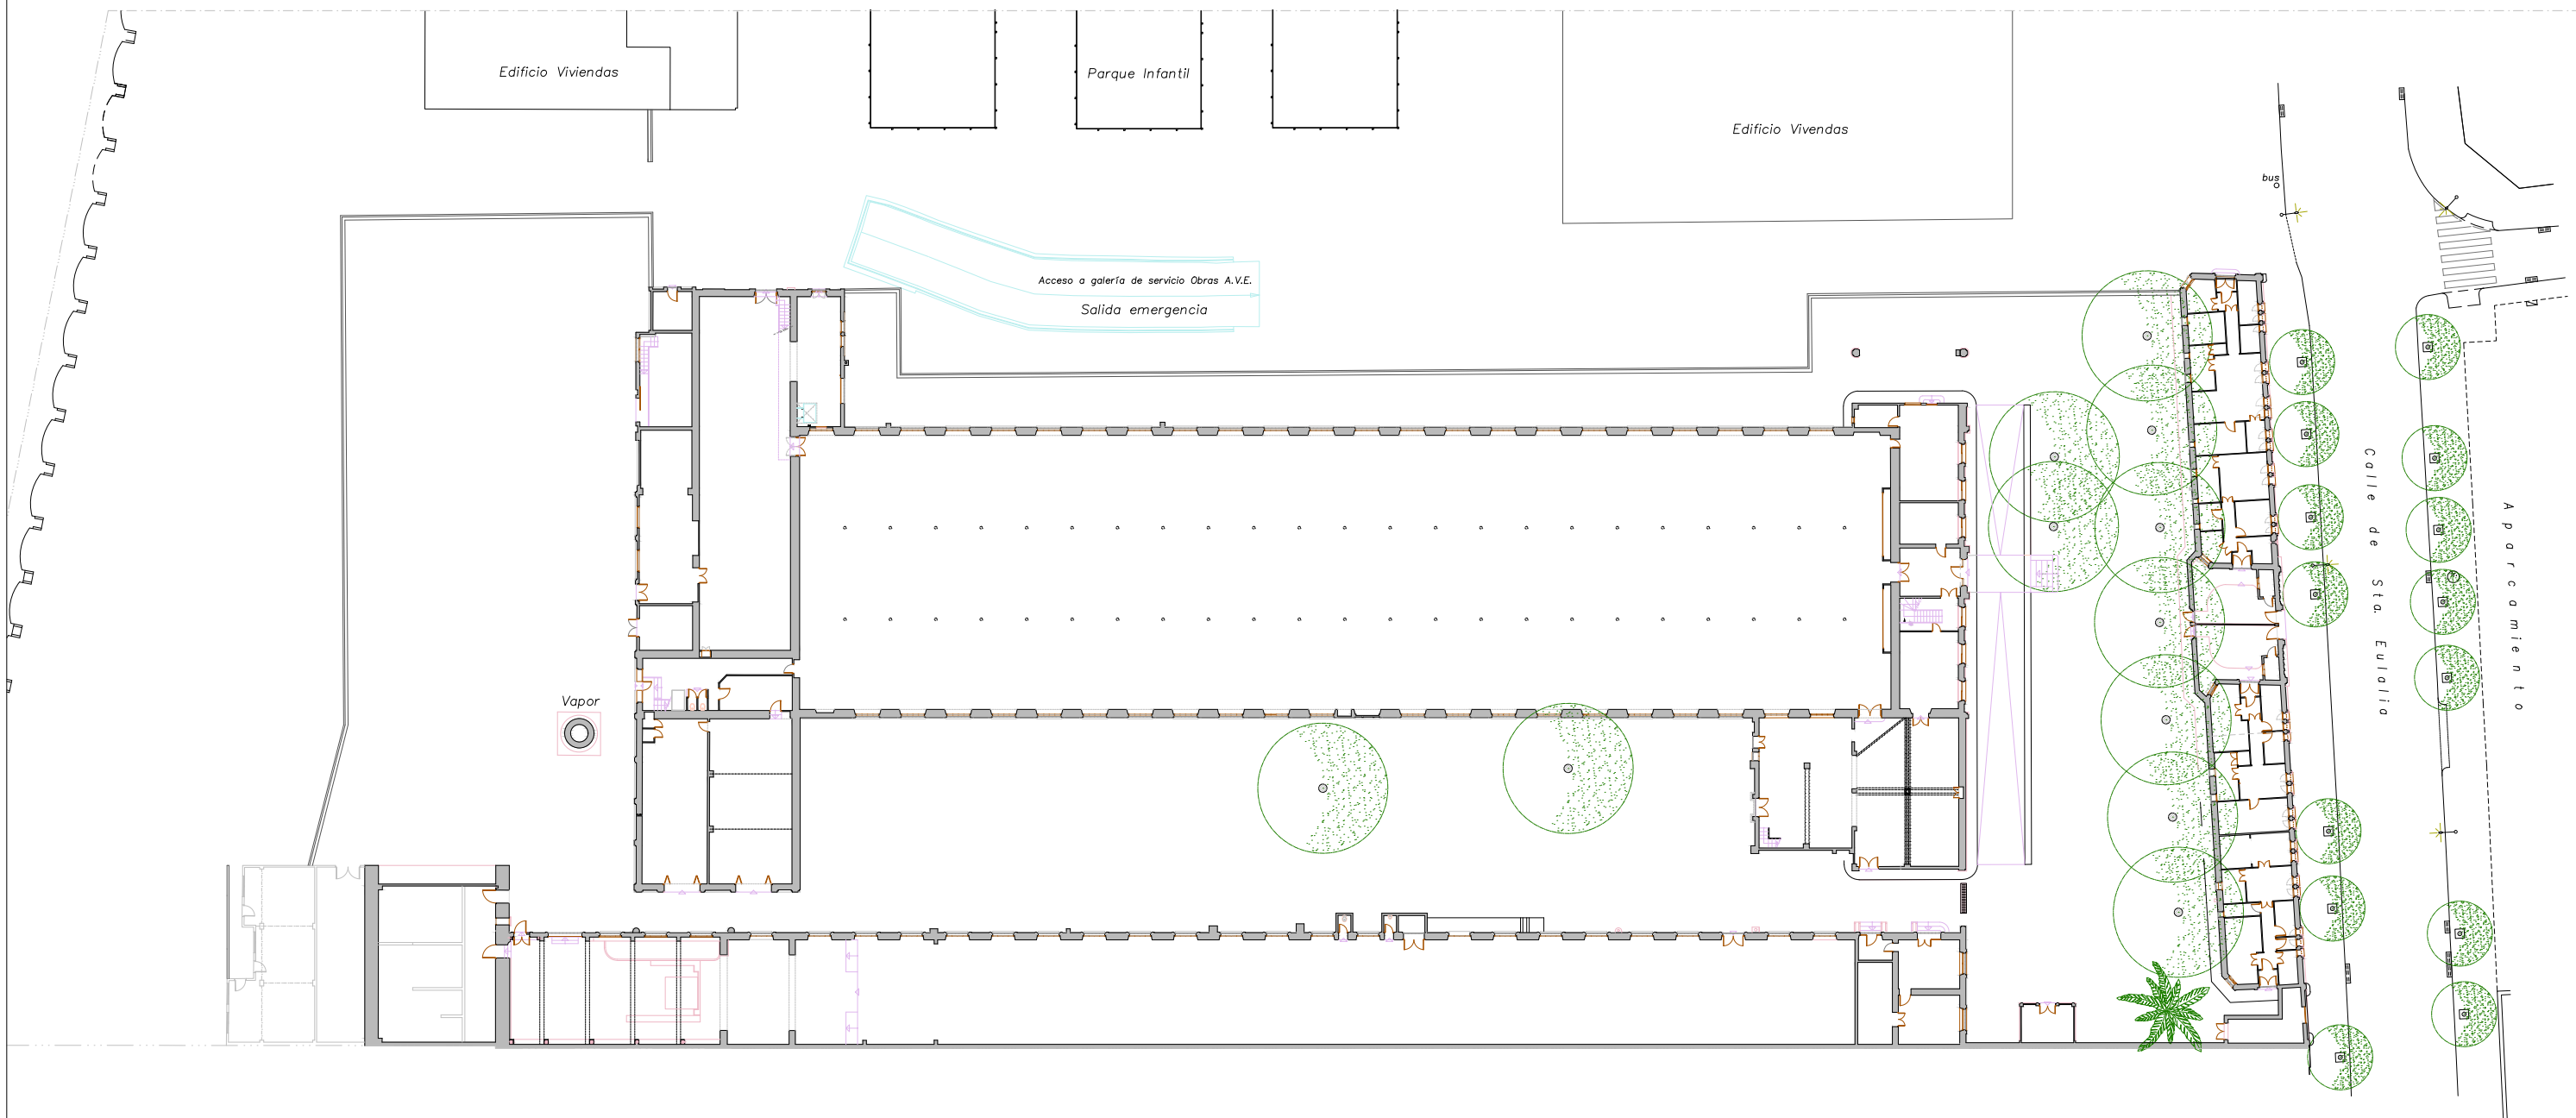 Edificio Viviendas
Parque Infantil
Edificio Vivendas
bus
Acceso a galería de servicio Obras A.V.E.
Salida emergencia
Calle de Sta. Eulalia
Aparcamiento
Vapor